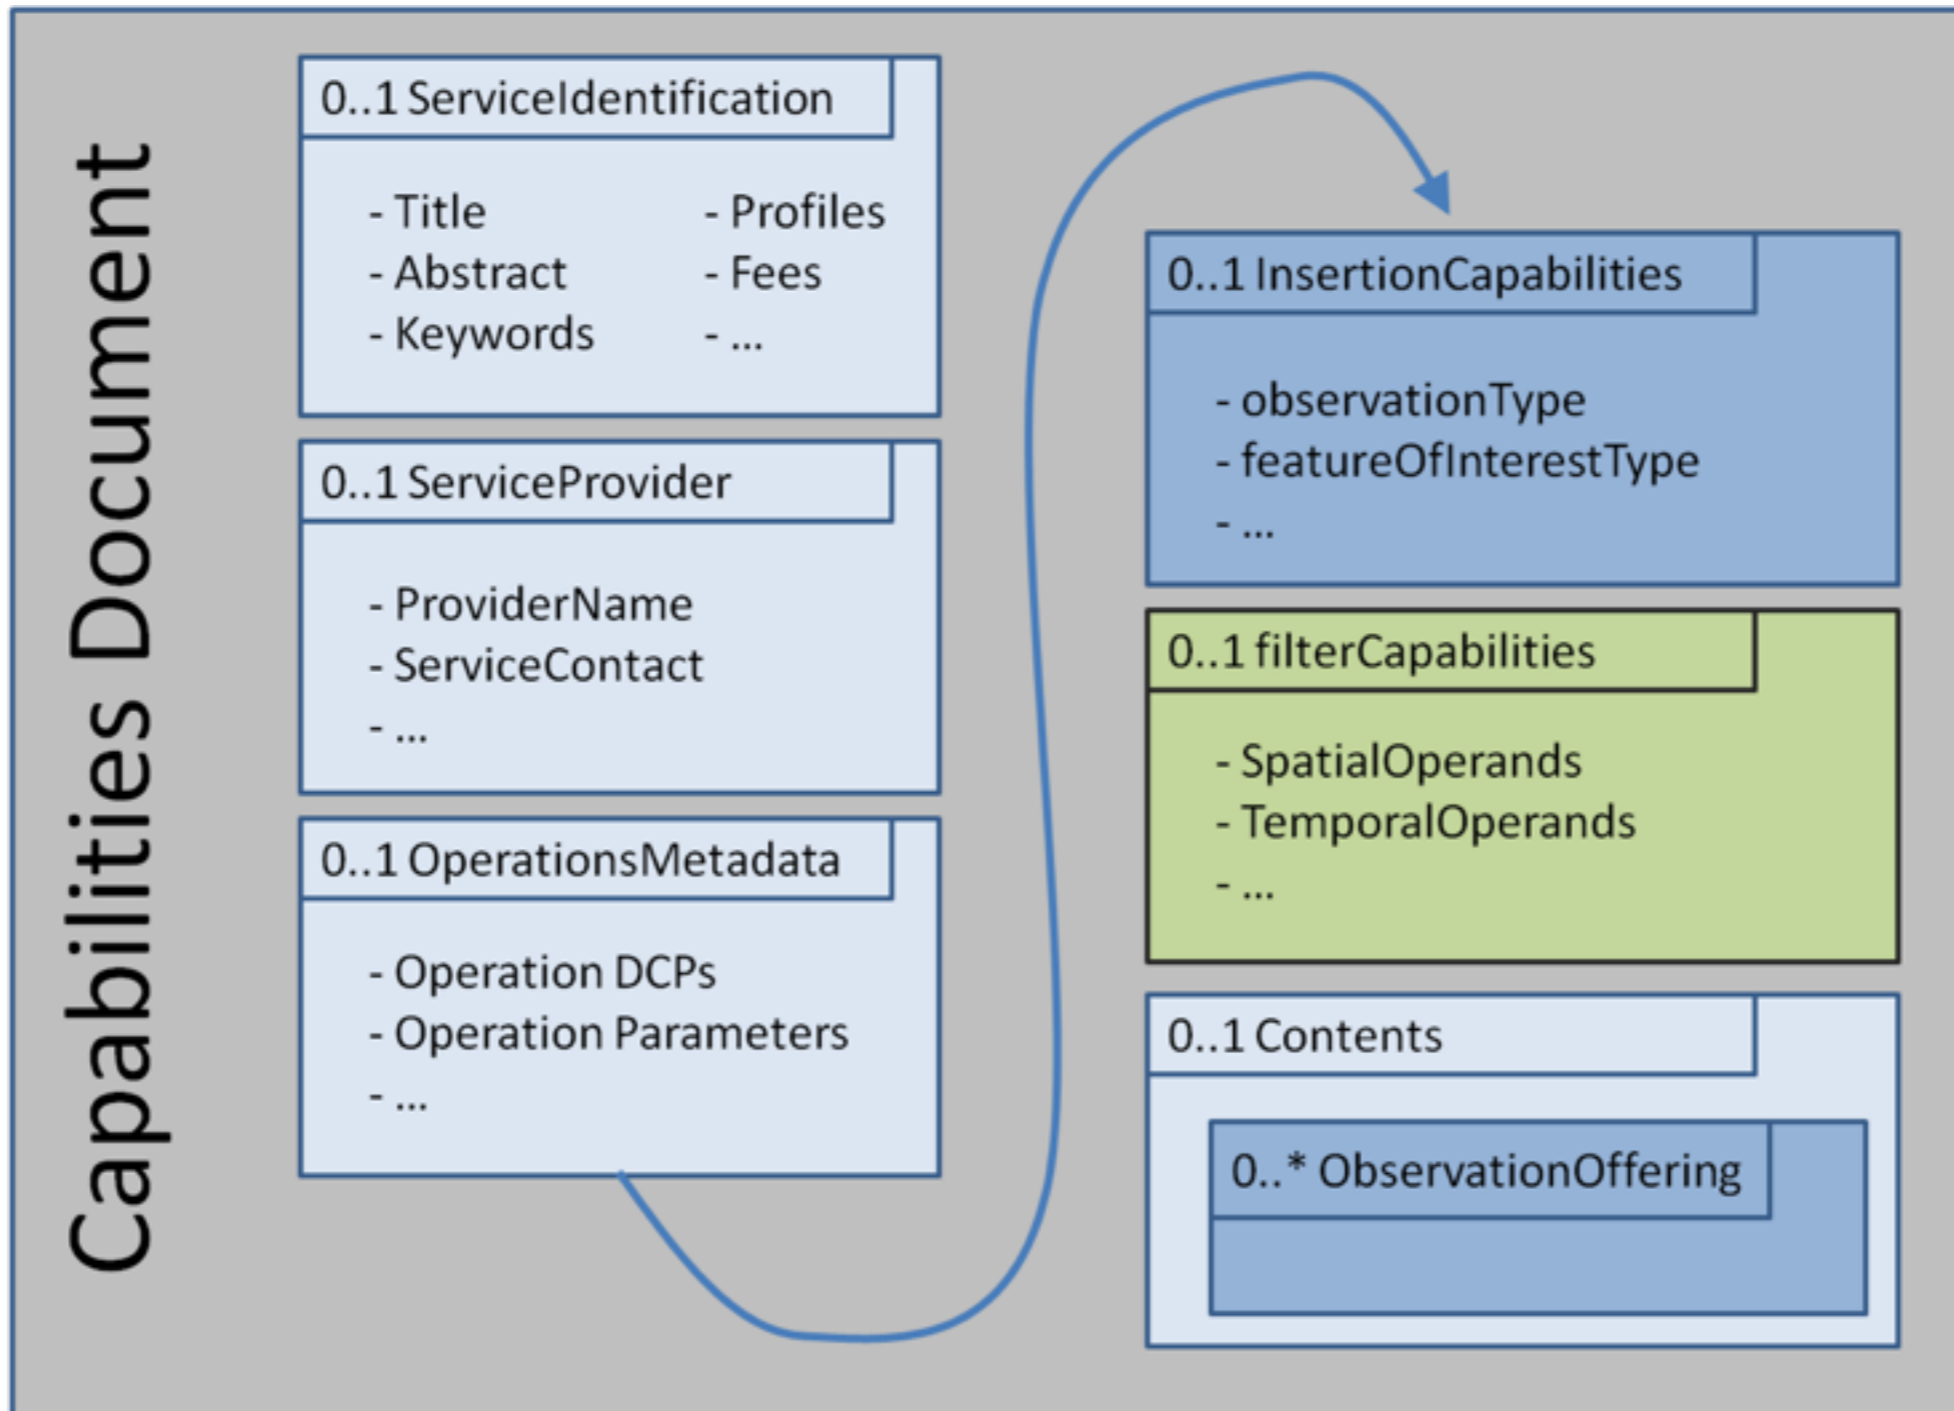 Capabilities Document
0..1 ServiceIdentification
- Title
- Abstract
- Keywords
- Profiles
- Fees
- ...
0..1 ServiceProvider
- ProviderName
- ServiceContact
- ...
0..1 OperationsMetadata
- Operation DCPs
- Operation Parameters
- ...
0..1 InsertionCapabilities
- observationType
- featureOfInterestType
- ...
0..1 filterCapabilities
- SpatialOperands
- TemporalOperands
- ...
0..1 Contents
0..* ObservationOffering